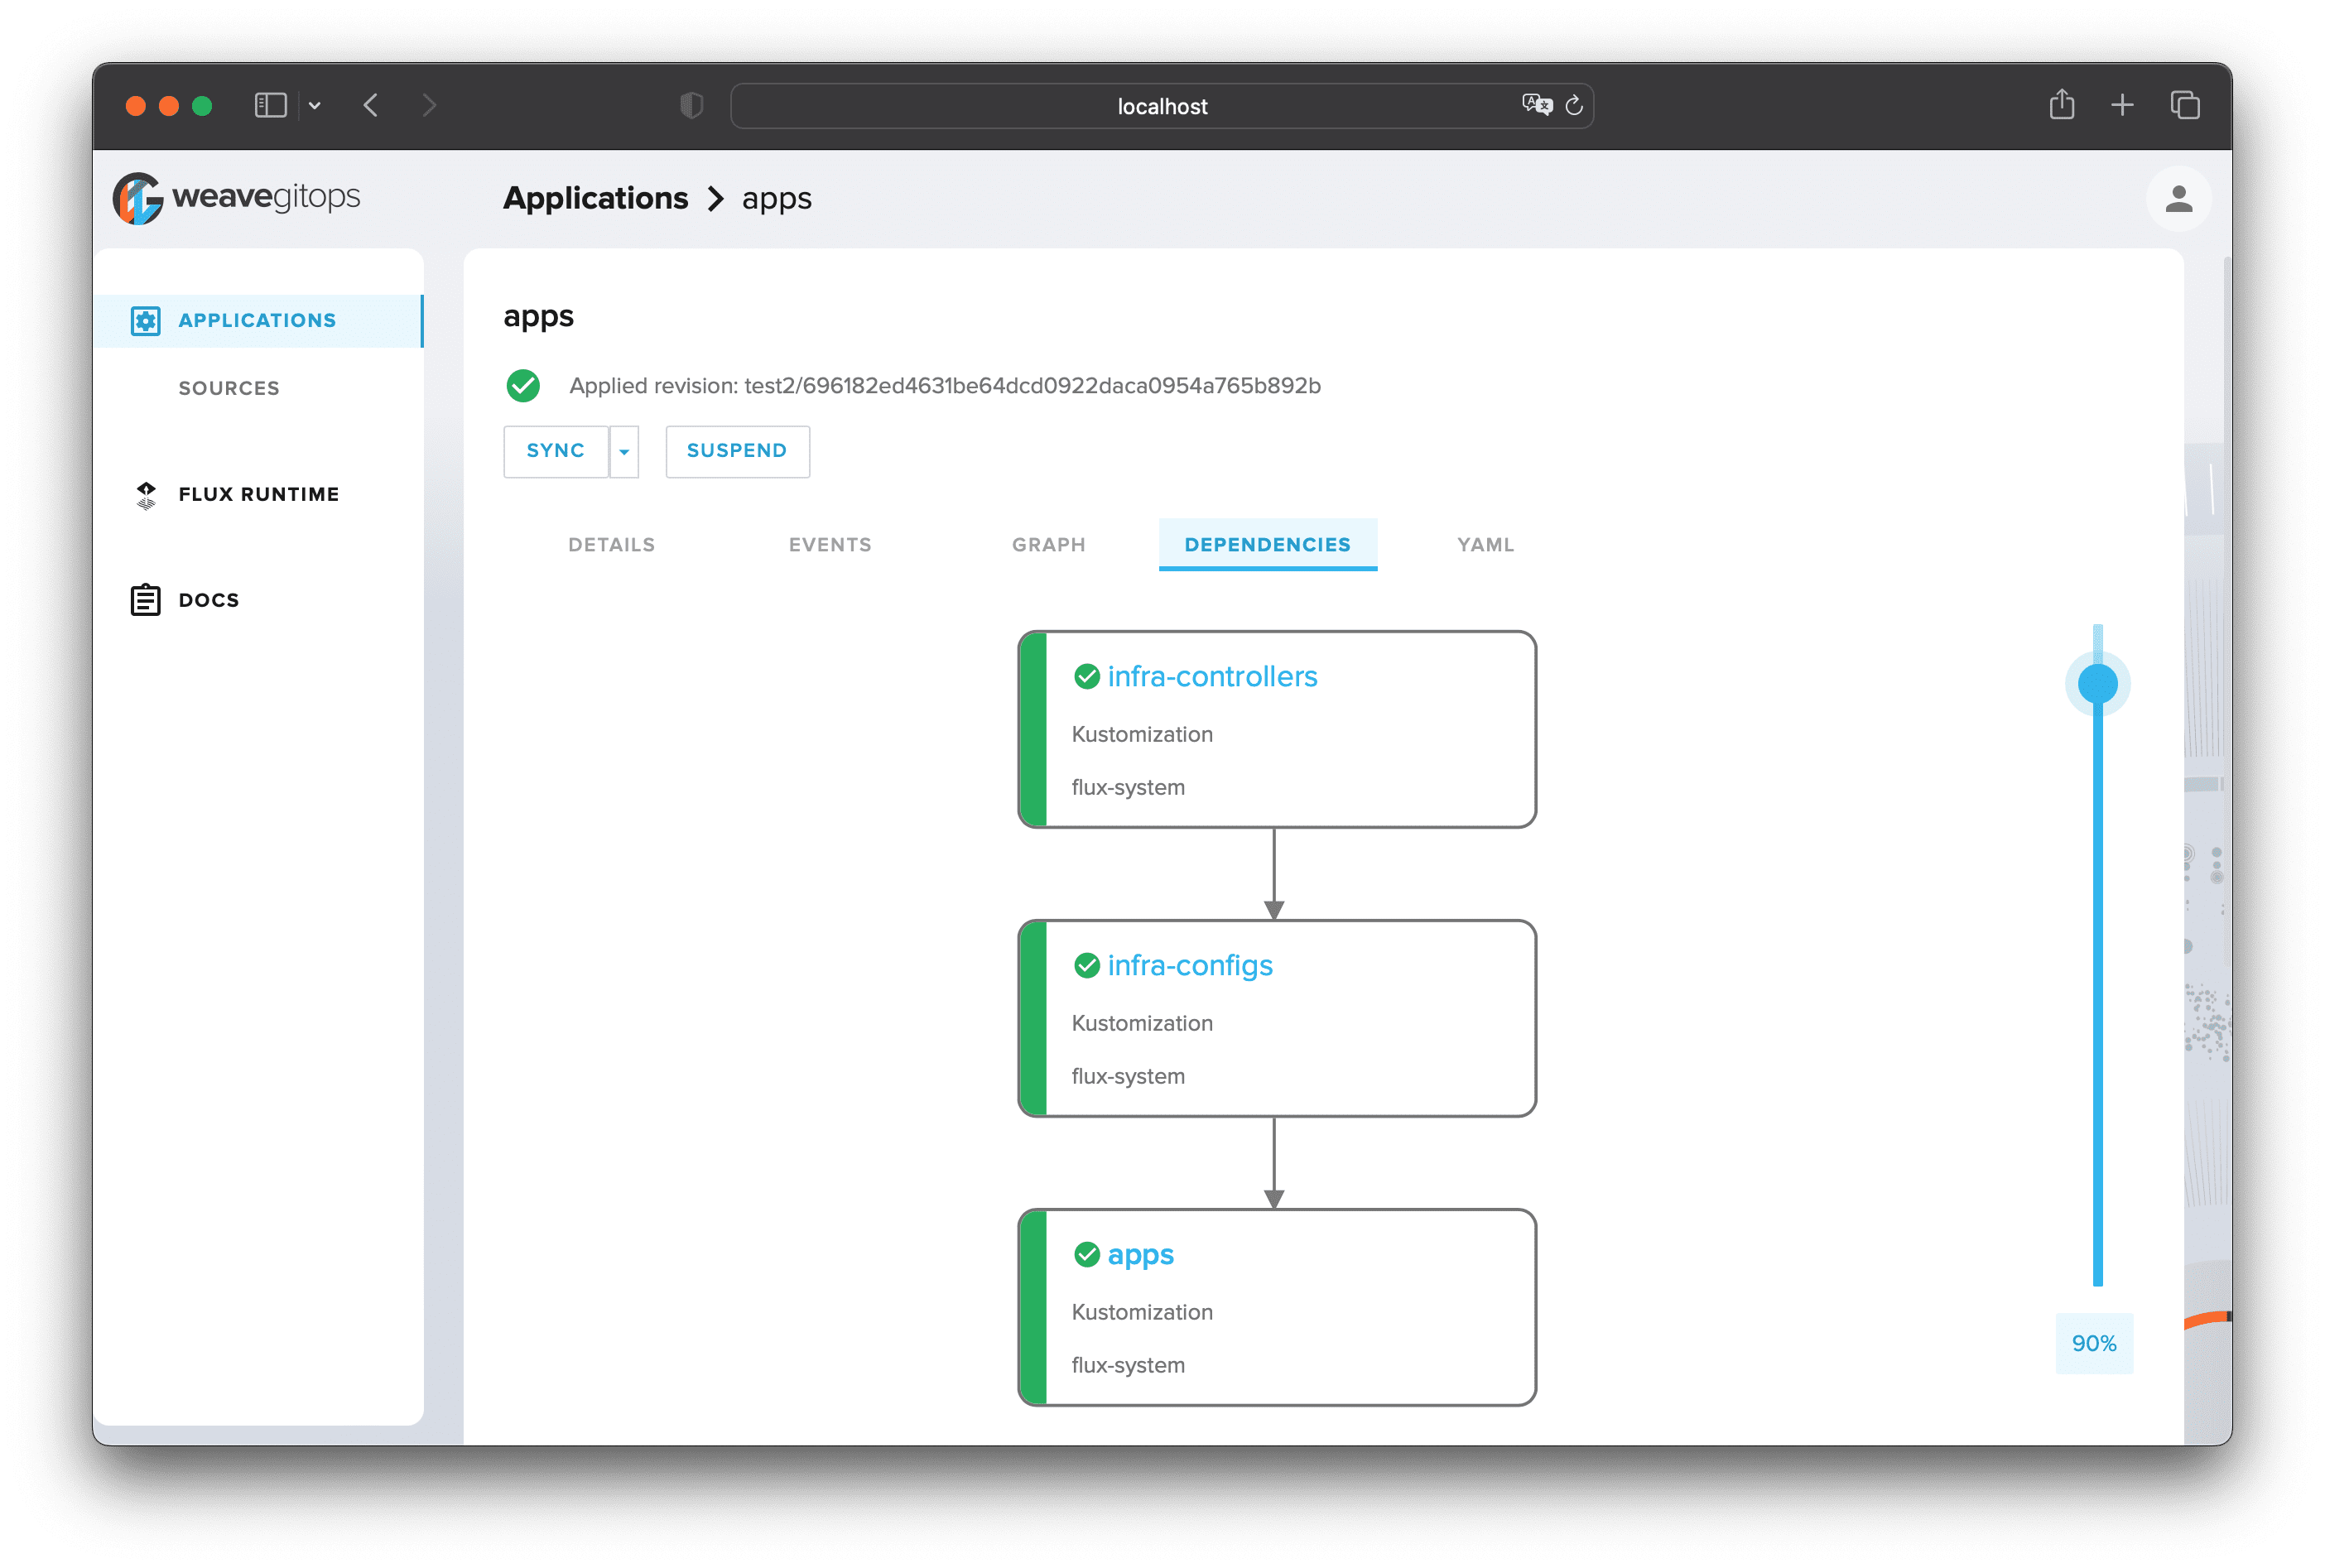 localhost
weavegitops
Applications > apps
APPLICATIONS
SOURCES
FLUX RUNTIME
DOCS
apps
Applied revision: test2/696182ed4631be64dcd0922daca0954a765b892b
SYNC
SUSPEND
DETAILS EVENTS GRAPH DEPENDENCIES YAML
infra-controllers
Kustomization
flux-system
infra-configs
Kustomization
flux-system
apps
Kustomization
flux-system
90%